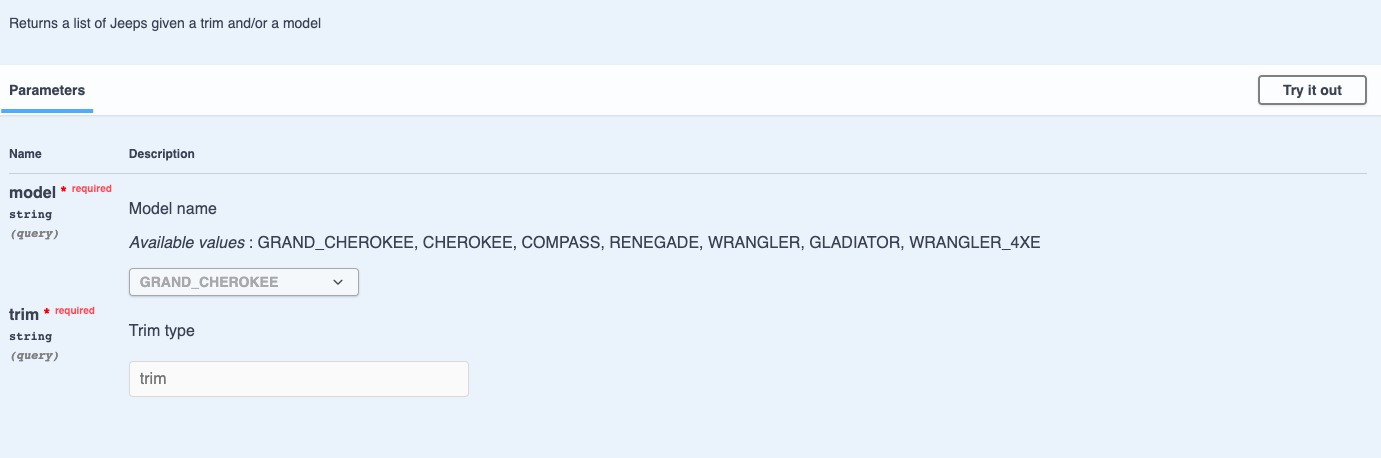 Returns a list of Jeeps given a trim and/or a model
Parameters
Try it out
Name Description
model * required
string
(query)
Model name
Available values : GRAND_CHEROKEE, CHEROKEE, COMPASS, RENEGADE, WRANGLER, GLADIATOR, WRANGLER_4XE
GRAND_CHEROKEE
trim * required
string
(query)
Trim type
trim